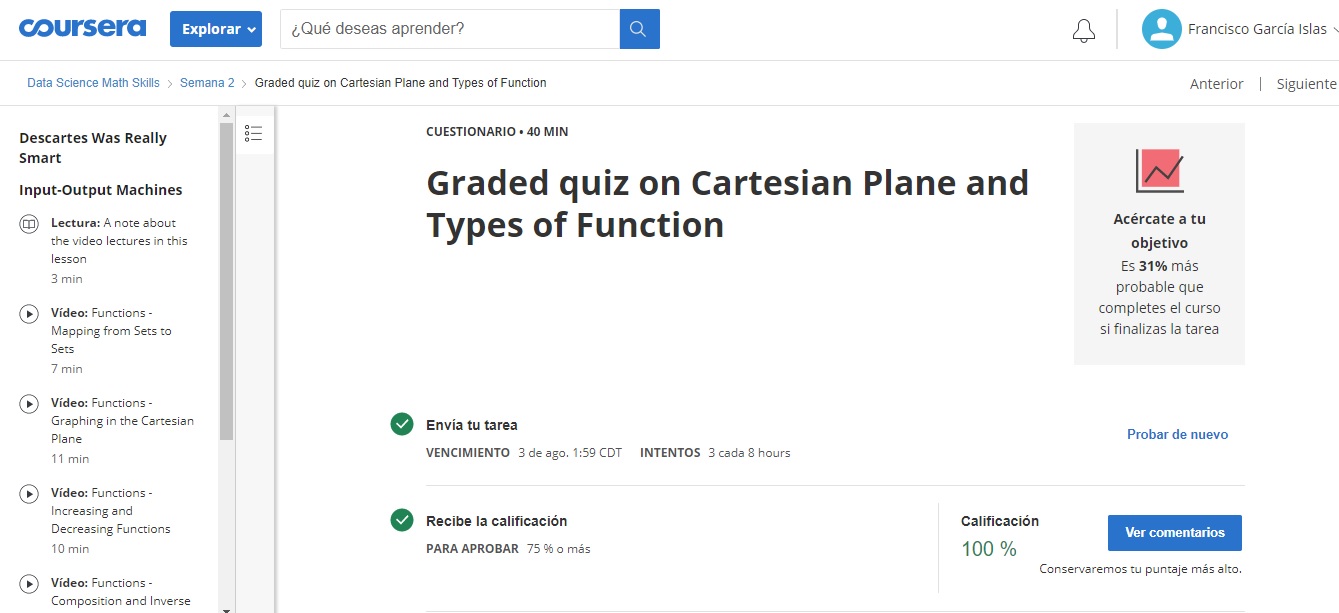 coursera
Explorar
¿Qué deseas aprender?
Francisco García Islas
Data Science Math Skills
Semana 2
Graded quiz on Cartesian Plane and Types of Function
Anterior
Siguiente
Descartes Was Really
Smart
Input-Output Machines
Lectura: A note about
the video lectures in this
lesson
3 min
Vídeo: Functions -
Mapping from Sets to
Sets
7 min
Vídeo: Functions -
Graphing in the Cartesian
Plane
11 min
Vídeo: Functions -
Increasing and
Decreasing Functions
10 min
Vídeo: Functions -
Composition and Inverse
CUESTIONARIO • 40 MIN
Graded quiz on Cartesian Plane and
Types of Function
Acércate a tu
objetivo
Es 31% más
probable que
completes el curso
si finalizas la tarea
Envía tu tarea
VENCIMIENTO 3 de ago. 1:59 CDT INTENTOS 3 cada 8 hours
Probar de nuevo
Recibe la calificación
PARA APROBAR 75 % o más
Calificación
100 %
Ver comentarios
Conservaremos tu puntaje más alto.